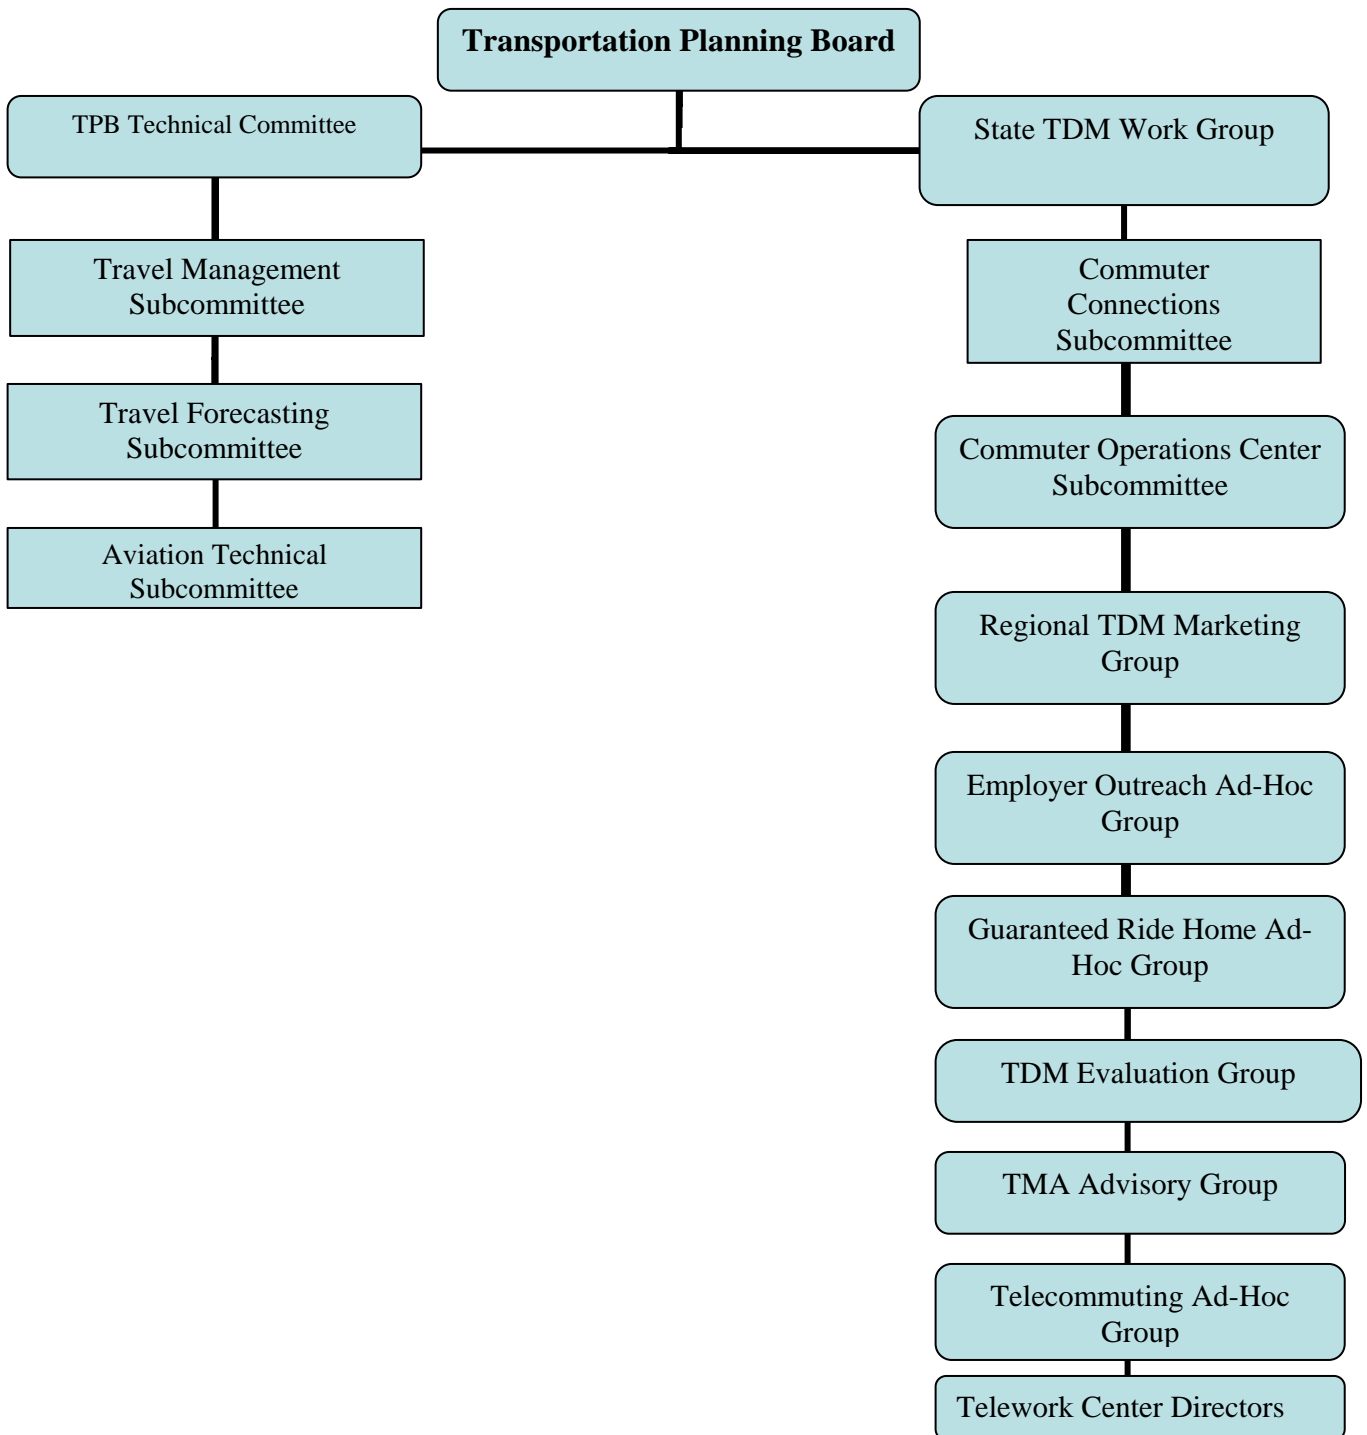 Transportation Planning Board
TPB Technical Committee
State TDM Work Group
Travel Management
Subcommittee
Travel Forecasting
Subcommittee
Aviation Technical
Subcommittee
Commuter
Connections
Subcommittee
Commuter Operations Center
Subcommittee
Regional TDM Marketing
Group
Employer Outreach Ad-Hoc
Group
Guaranteed Ride Home Ad-
Hoc Group
TDM Evaluation Group
TMA Advisory Group
Telecommuting Ad-Hoc
Group
Telework Center Directors